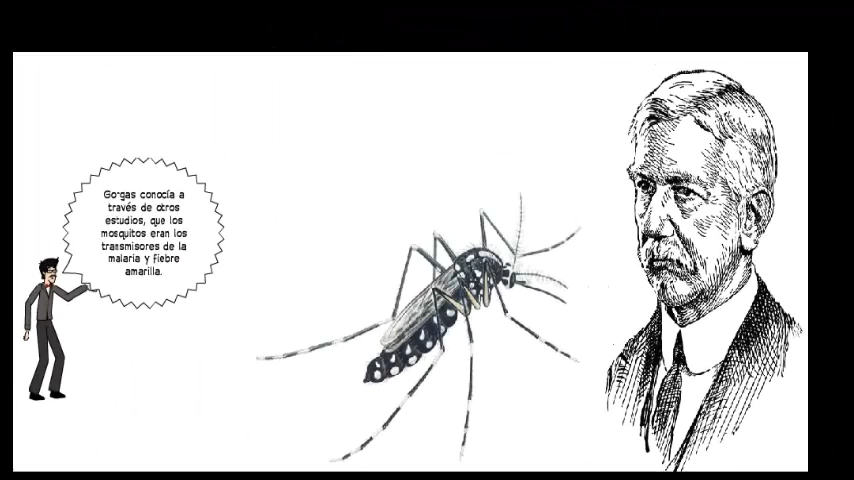 Gorgas conocía a
través de otros
estudios, que los
mosquitos eran los
transmisores de la
malaria y fiebre
amarilla.